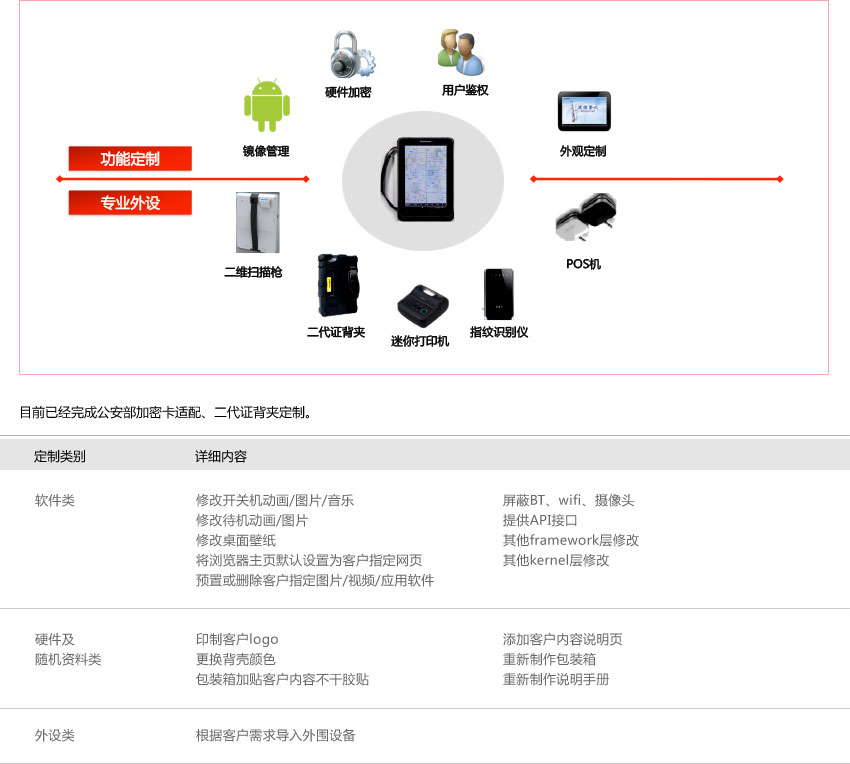 硬件加密
用户鉴权
镜像管理
外观定制
功能定制
专业外设
二维扫描枪
POS机
二代证背夹
迷你打印机
指纹识别仪
目前已经完成公安部加密卡适配、二代证背夹定制。
定制类别 详细内容
软件类 修改开关机动画/图片/音乐 屏蔽BT、wifi、摄像头
修改待机动画/图片 提供API接口
修改桌面壁纸 其他framework层修改
将浏览器主页默认设置为客户指定网页 其他kernel层修改
预置或删除客户指定图片/视频/应用软件
硬件及 印制客户logo 添加客户内容说明页
随机资料类 更换背壳颜色 重新制作包装箱
包装箱加贴客户内容不干胶贴 重新制作说明手册
外设类 根据客户需求导入外围设备